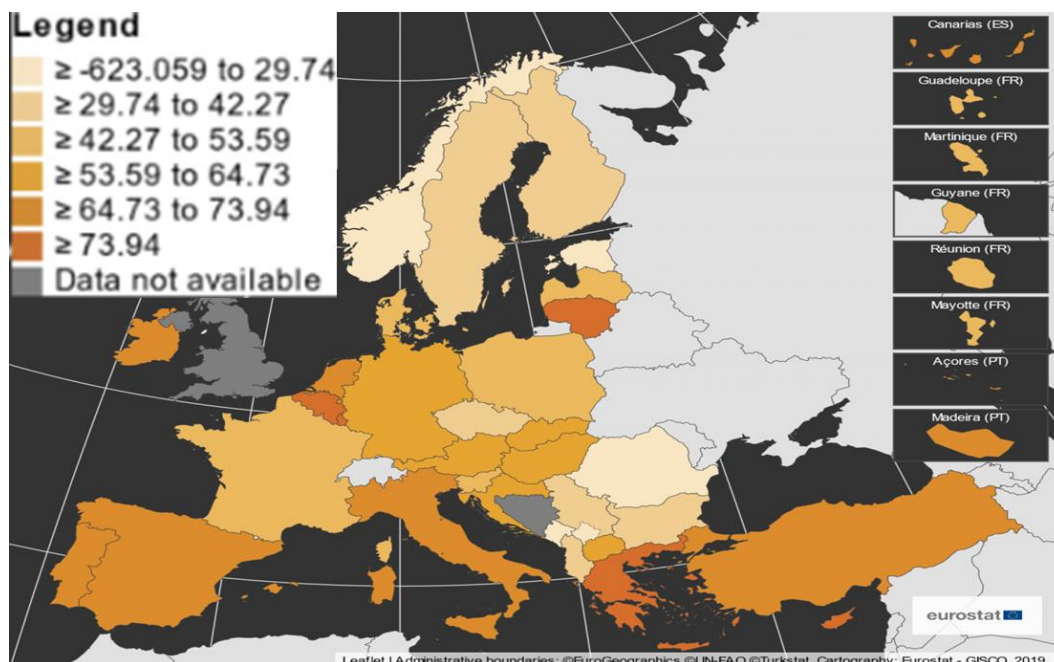 Legend
≥ -623.059 to 29.74
≥ 29.74 to 42.27
≥ 42.27 to 53.59
≥ 53.59 to 64.73
≥ 64.73 to 73.94
≥ 73.94
Data not available
Canarias (ES)
Guadeloupe (FR)
Martinique (FR)
Guyane (FR)
Réunion (FR)
Mayotte (FR)
Açores (PT)
Madeira (PT)
eurostat
Leaflet | Administrative boundaries: ©EuroGeographics ©UN-FAO ©Turkstat, Cartography: Eurostat - GISCO, 2019